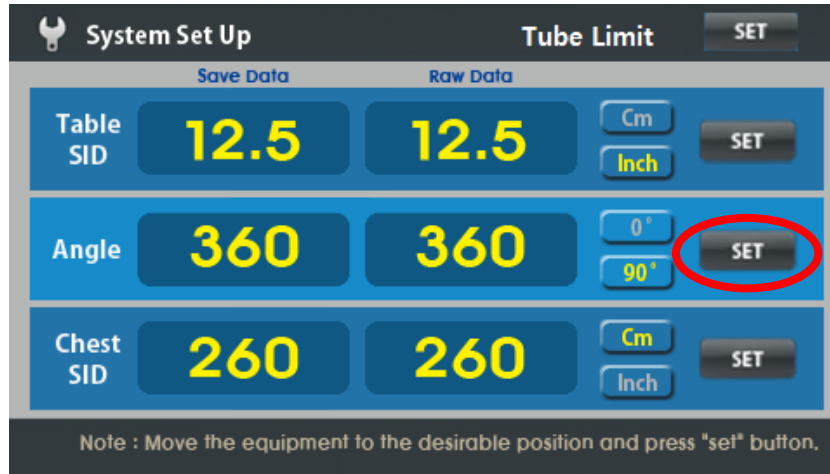 System Set Up Tube Limit SET
Save Data Raw Data
Table SID 12.5 12.5 Cm Inch SET
Angle 360 360 0° 90° SET
Chest SID 260 260 Cm Inch SET
Note : Move the equipment to the desirable position and press "set" button.